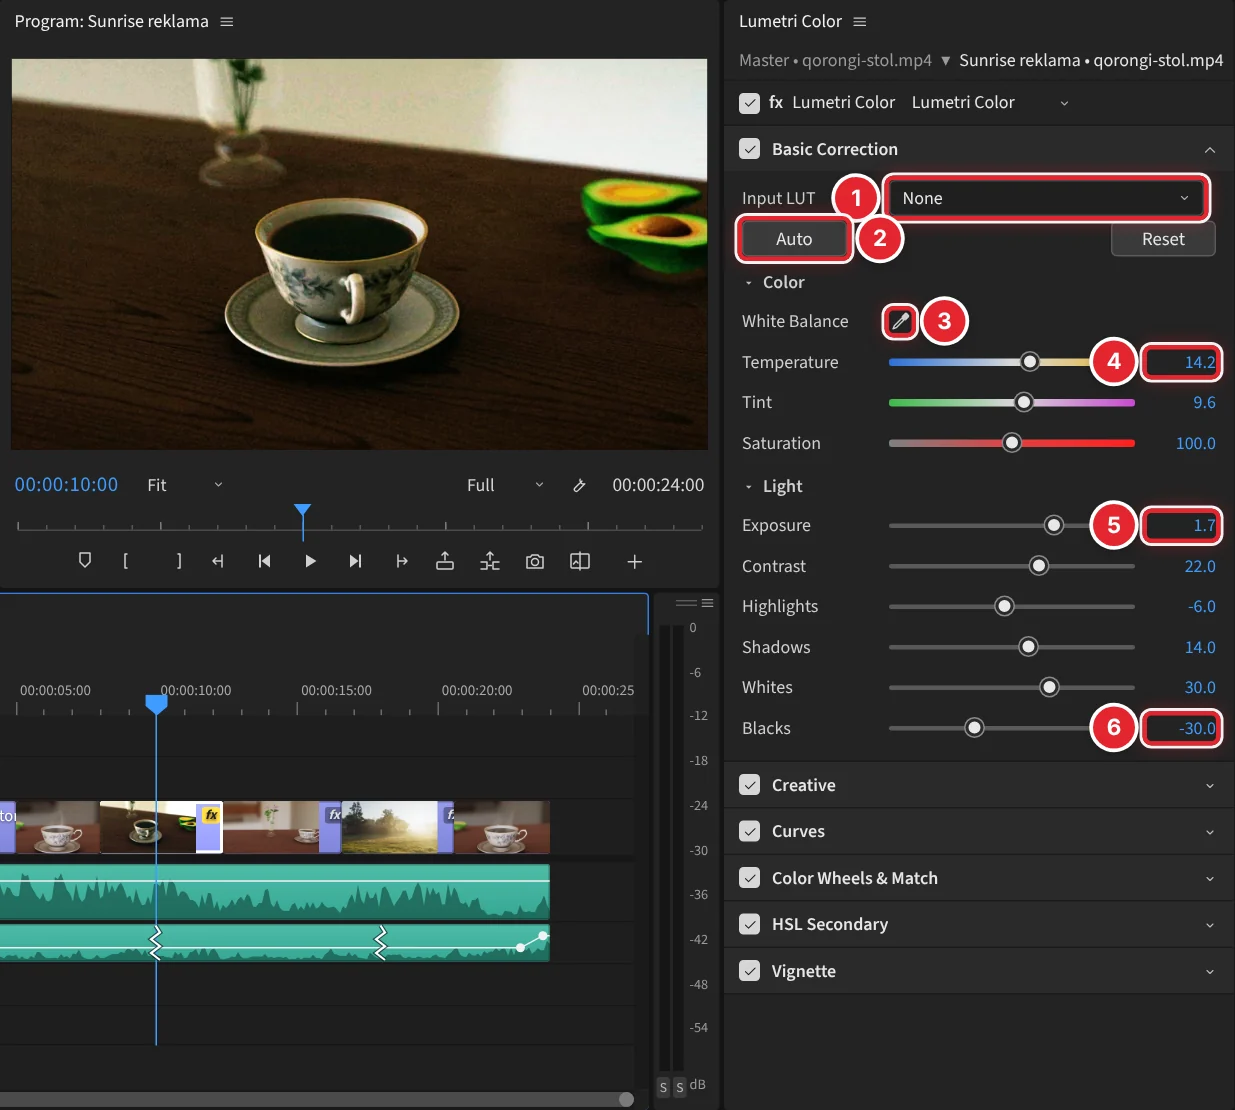 Program: Sunrise reklama
00:00:10:00 Fit Full 00:00:24:00
00:00:05:00 00:00:10:00 00:00:15:00 00:00:20:00 00:00:25
fx fx
0
-6
-12
-18
-24
-30
-36
-42
-48
-54
S S dB
Lumetri Color
Master • qorongi-stol.mp4 ▾ Sunrise reklama • qorongi-stol.mp4
fx Lumetri Color Lumetri Color
Basic Correction
Input LUT 1 None
Auto 2 Reset
Color
White Balance 3
Temperature 4 14.2
Tint 9.6
Saturation 100.0
Light
Exposure 5 1.7
Contrast 22.0
Highlights -6.0
Shadows 14.0
Whites 30.0
Blacks 6 -30.0
Creative
Curves
Color Wheels & Match
HSL Secondary
Vignette